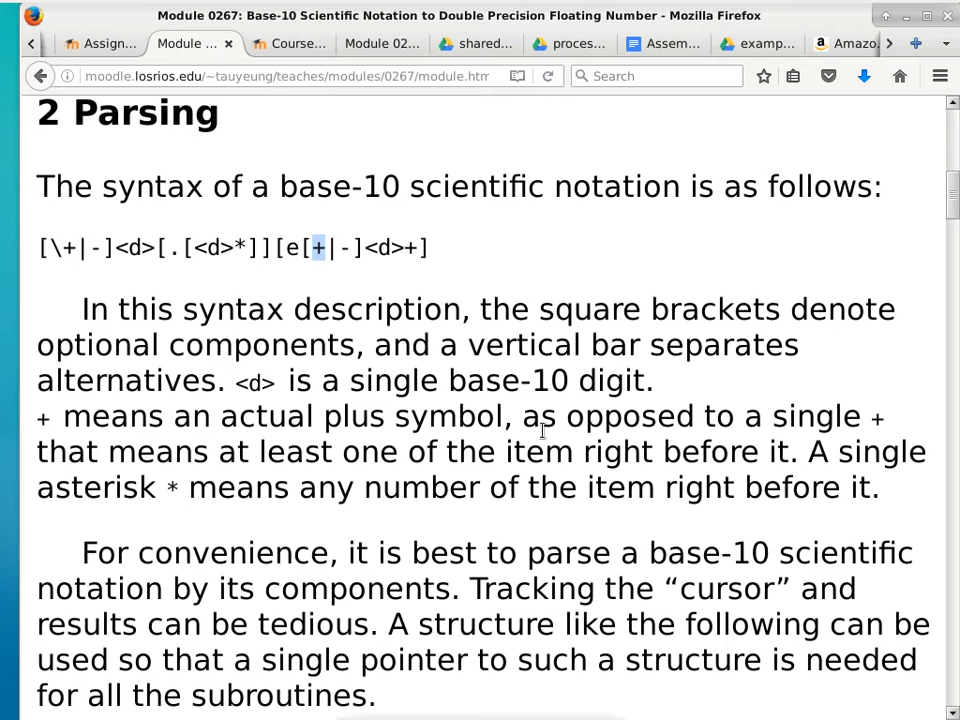 Module 0267: Base-10 Scientific Notation to Double Precision Floating Number - Mozilla Firefox
Assign... Module ... Course... Module 02... shared... proces... Assem... examp... Amazo.
moodle.losrios.edu/~tauyeung/teaches/modules/0267/module.htm Search
2 Parsing
The syntax of a base-10 scientific notation is as follows:
[\+|-]<d>[.[<d>*]][e[+|-]<d>+]
In this syntax description, the square brackets denote
optional components, and a vertical bar separates
alternatives. <d> is a single base-10 digit.
+ means an actual plus symbol, as opposed to a single +
that means at least one of the item right before it. A single
asterisk * means any number of the item right before it.
For convenience, it is best to parse a base-10 scientific
notation by its components. Tracking the “cursor” and
results can be tedious. A structure like the following can be
used so that a single pointer to such a structure is needed
for all the subroutines.